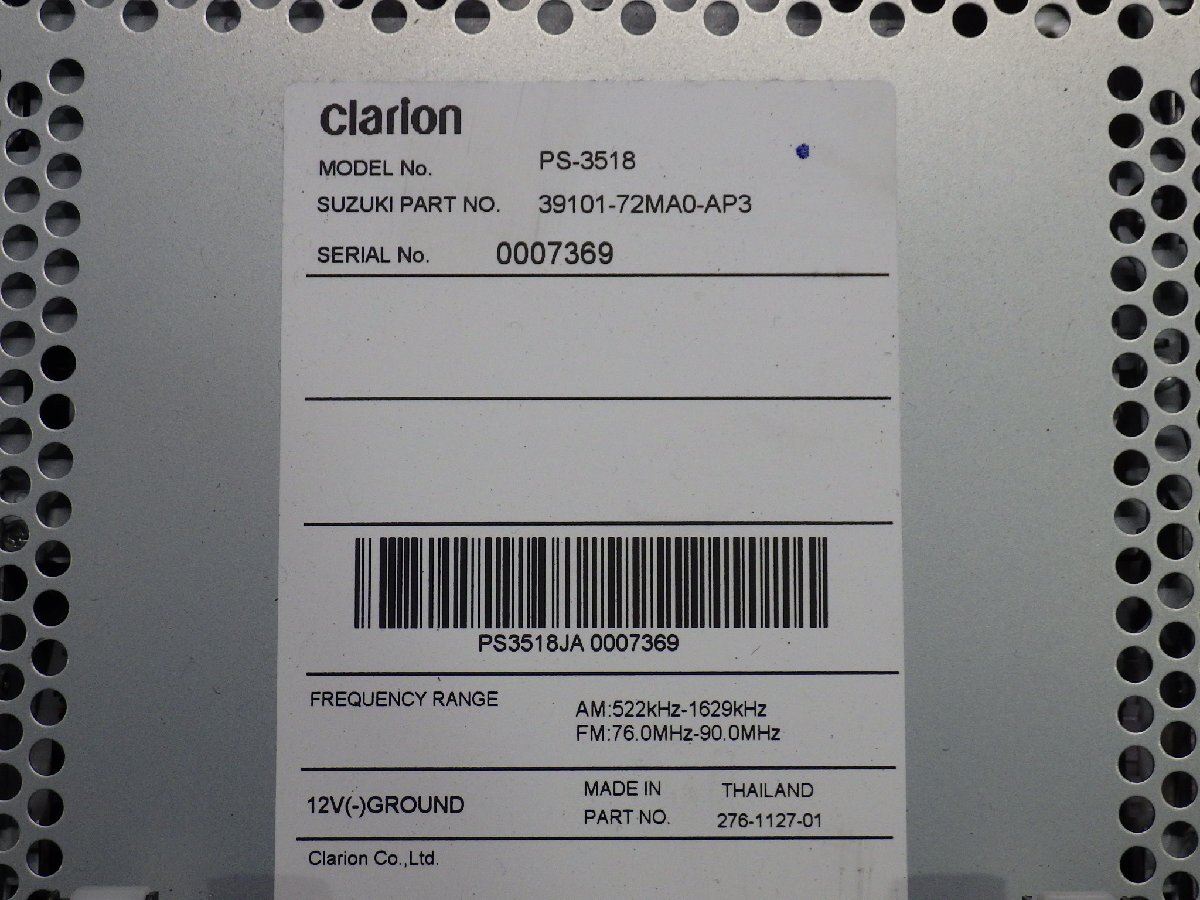 clarion
MODEL No. PS-3518
SUZUKI PART NO. 39101-72MA0-AP3
SERIAL No. 0007369
PS3518JA 0007369
FREQUENCY RANGE
AM:522kHz-1629kHz
FM:76.0MHz-90.0MHz
12V(-)GROUND
MADE IN THAILAND
PART NO. 276-1127-01
Clarion Co.,Ltd.